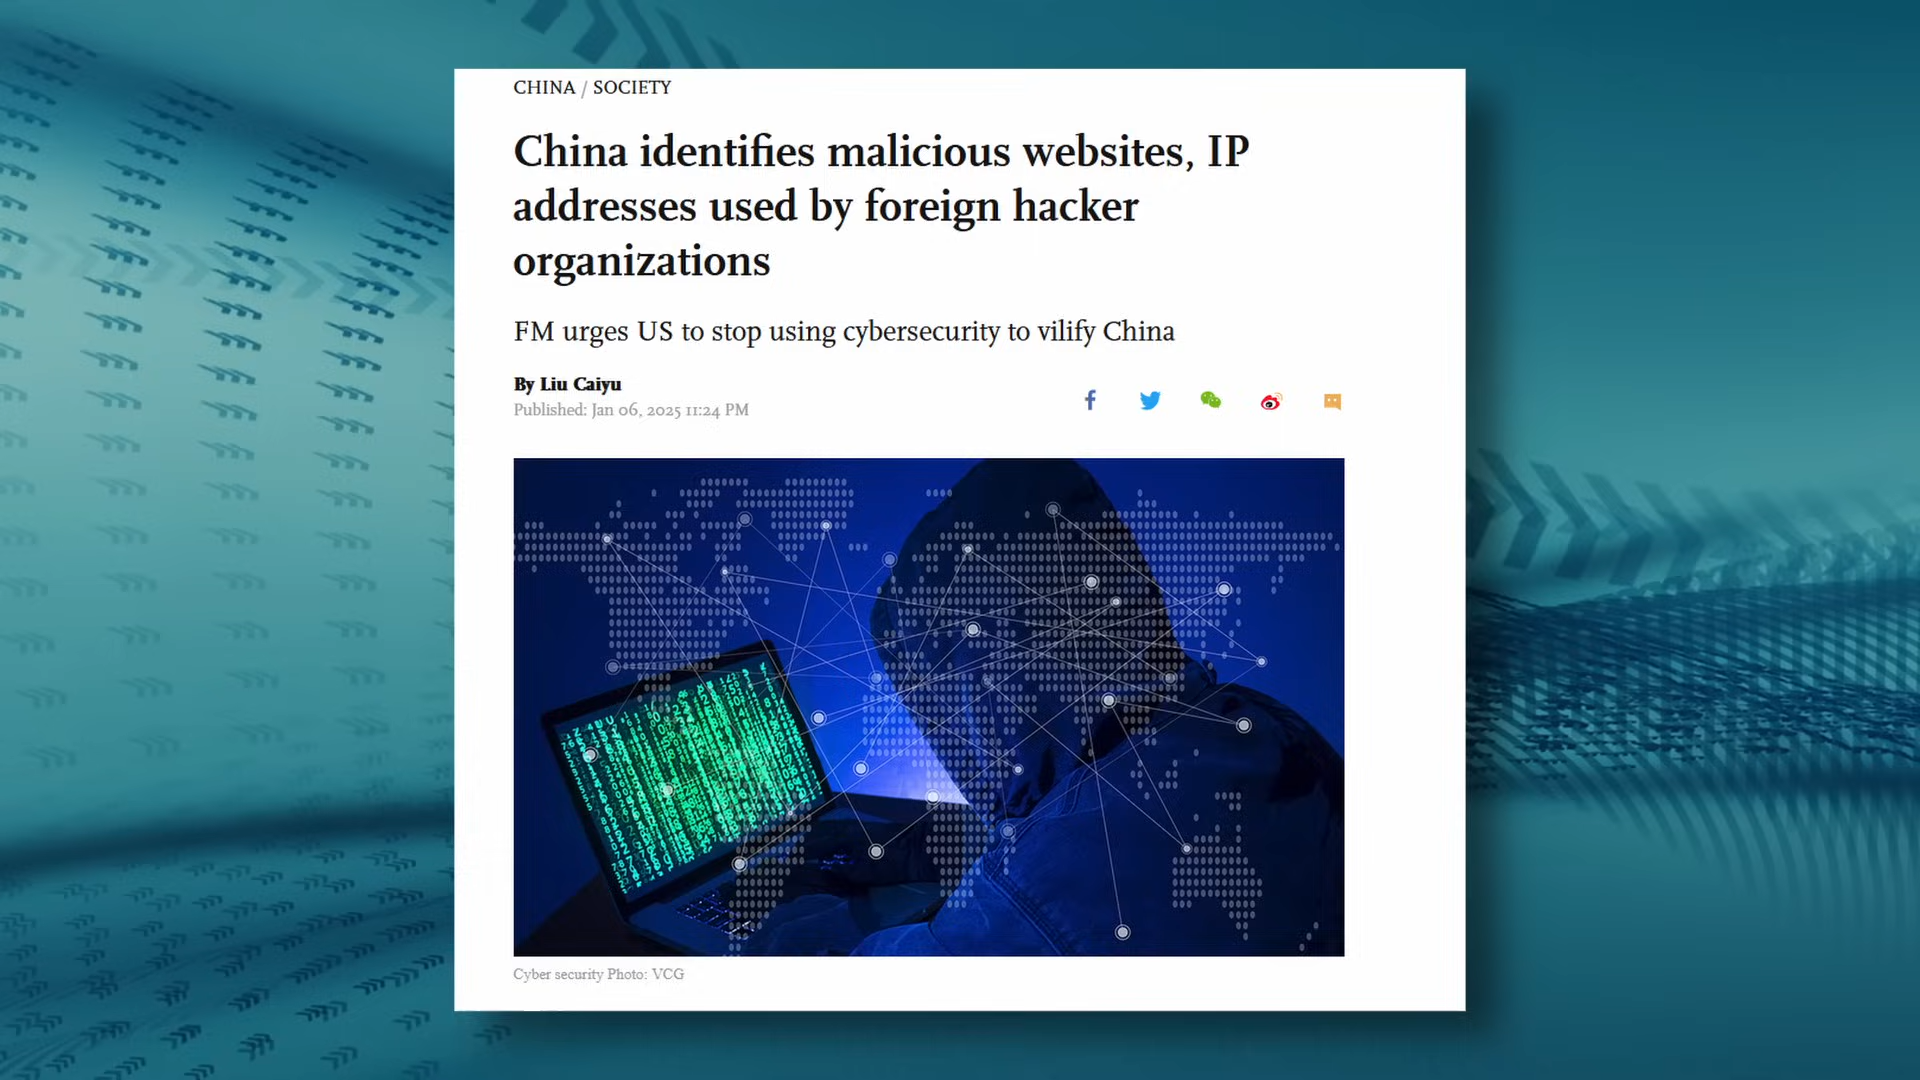 CHINA / SOCIETY
China identifies malicious websites, IP
addresses used by foreign hacker
organizations
FM urges US to stop using cybersecurity to vilify China
By Liu Caiyu
Published: Jan 06, 2025 11:24 PM
Cyber security Photo: VCG